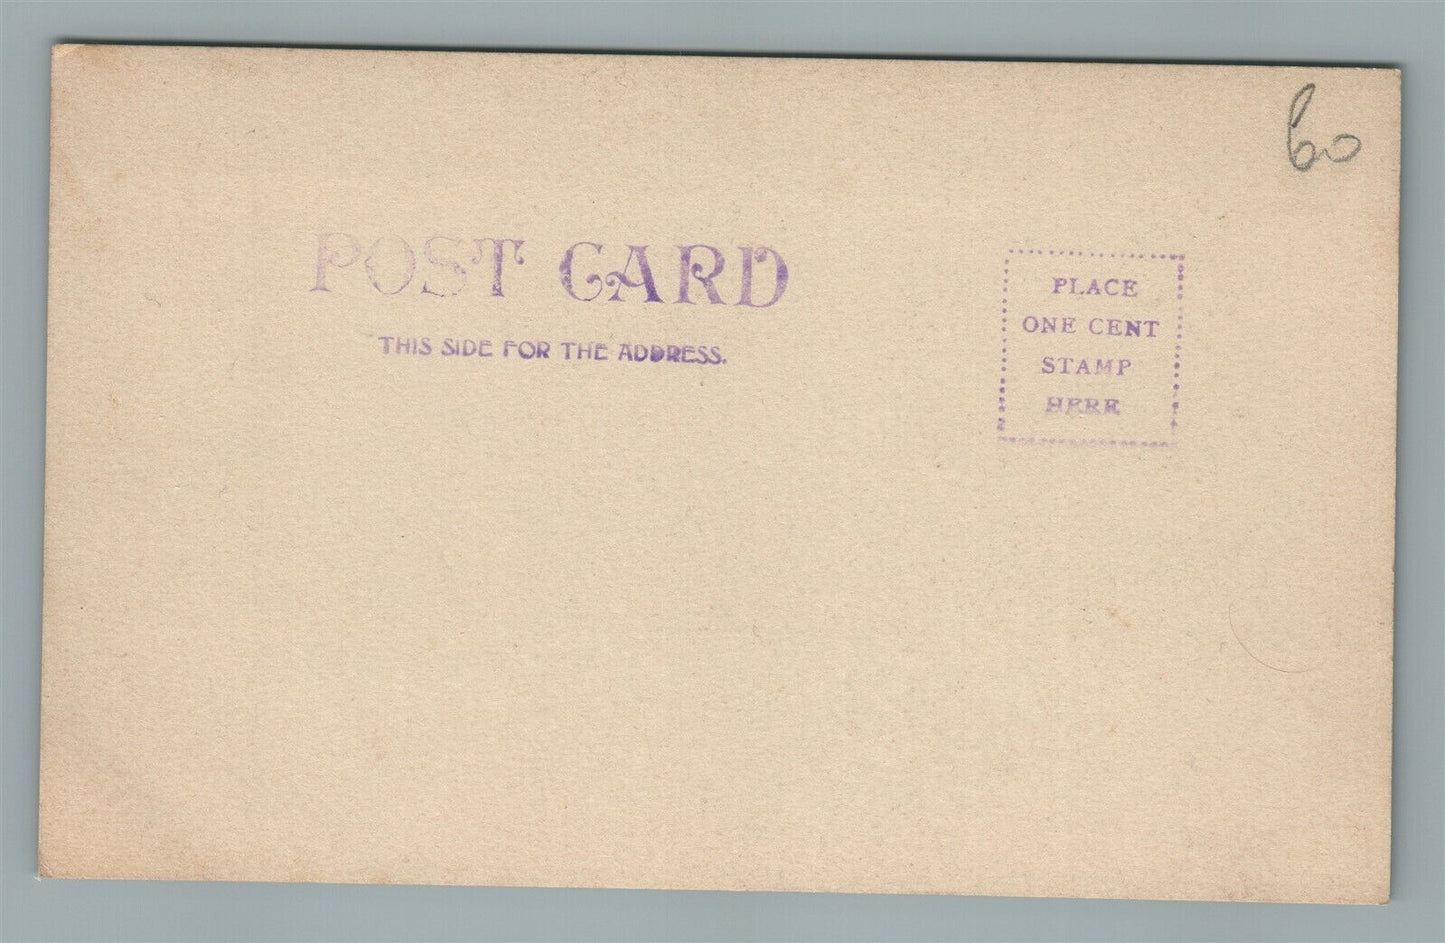 60
POST CARD
THIS SIDE FOR THE ADDRESS.
PLACE
ONE CENT
STAMP
HERE